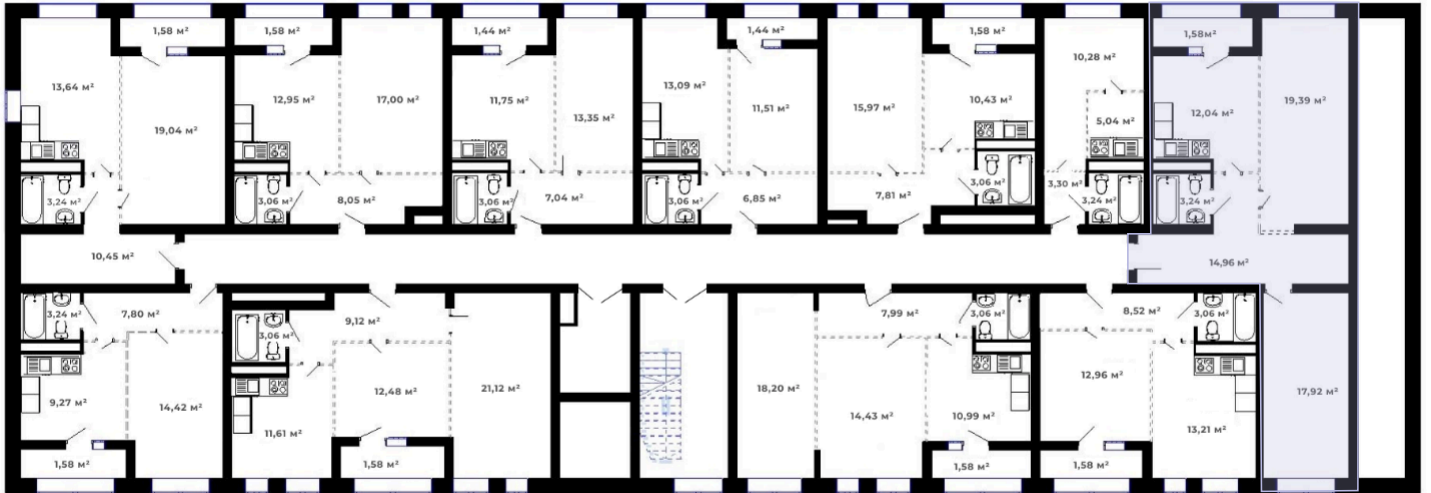 1,58 м²
1,58 м²
1,44 м²
1,44 м²
1,58 м²
1,58м²
13,64 м²
19,04 м²
12,95 м²
17,00 м²
11,75 м²
13,35 м²
13,09 м²
11,51 м²
15,97 м²
10,43 м²
10,28 м²
5,04 м²
12,04 м²
19,39 м²
3,24 м²
3,06 м²
8,05 м²
3,06 м²
7,04 м²
3,06 м²
6,85 м²
7,81 м²
3,06 м²
3,30 м²
3,24 м²
3,24 м²
10,45 м²
14,96 м²
3,24 м²
7,80 м²
3,06 м²
9,12 м²
7,99 м²
3,06 м²
8,52 м²
3,06 м²
9,27 м²
14,42 м²
11,61 м²
12,48 м²
21,12 м²
18,20 м²
14,43 м²
10,99 м²
12,96 м²
13,21 м²
17,92 м²
1,58 м²
1,58 м²
1,58 м²
1,58 м²